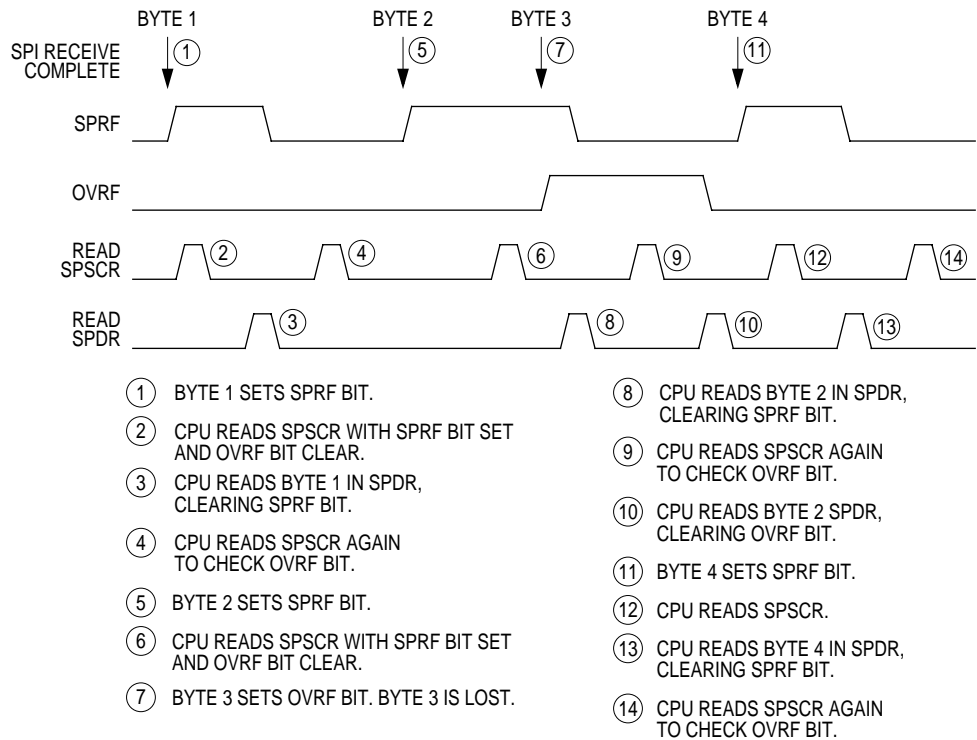 BYTE 1 BYTE 2 BYTE 3 BYTE 4
SPI RECEIVE
COMPLETE
1 5 7 11
SPRF
OVRF
READ
SPSCR
2 4 6 9 12 14
READ
SPDR
3 8 10 13
1 BYTE 1 SETS SPRF BIT.
2 CPU READS SPSCR WITH SPRF BIT SET
AND OVRF BIT CLEAR.
3 CPU READS BYTE 1 IN SPDR,
CLEARING SPRF BIT.
4 CPU READS SPSCR AGAIN
TO CHECK OVRF BIT.
5 BYTE 2 SETS SPRF BIT.
6 CPU READS SPSCR WITH SPRF BIT SET
AND OVRF BIT CLEAR.
7 BYTE 3 SETS OVRF BIT. BYTE 3 IS LOST.
8 CPU READS BYTE 2 IN SPDR,
CLEARING SPRF BIT.
9 CPU READS SPSCR AGAIN
TO CHECK OVRF BIT.
10 CPU READS BYTE 2 SPDR,
CLEARING OVRF BIT.
11 BYTE 4 SETS SPRF BIT.
12 CPU READS SPSCR.
13 CPU READS BYTE 4 IN SPDR,
CLEARING SPRF BIT.
14 CPU READS SPSCR AGAIN
TO CHECK OVRF BIT.